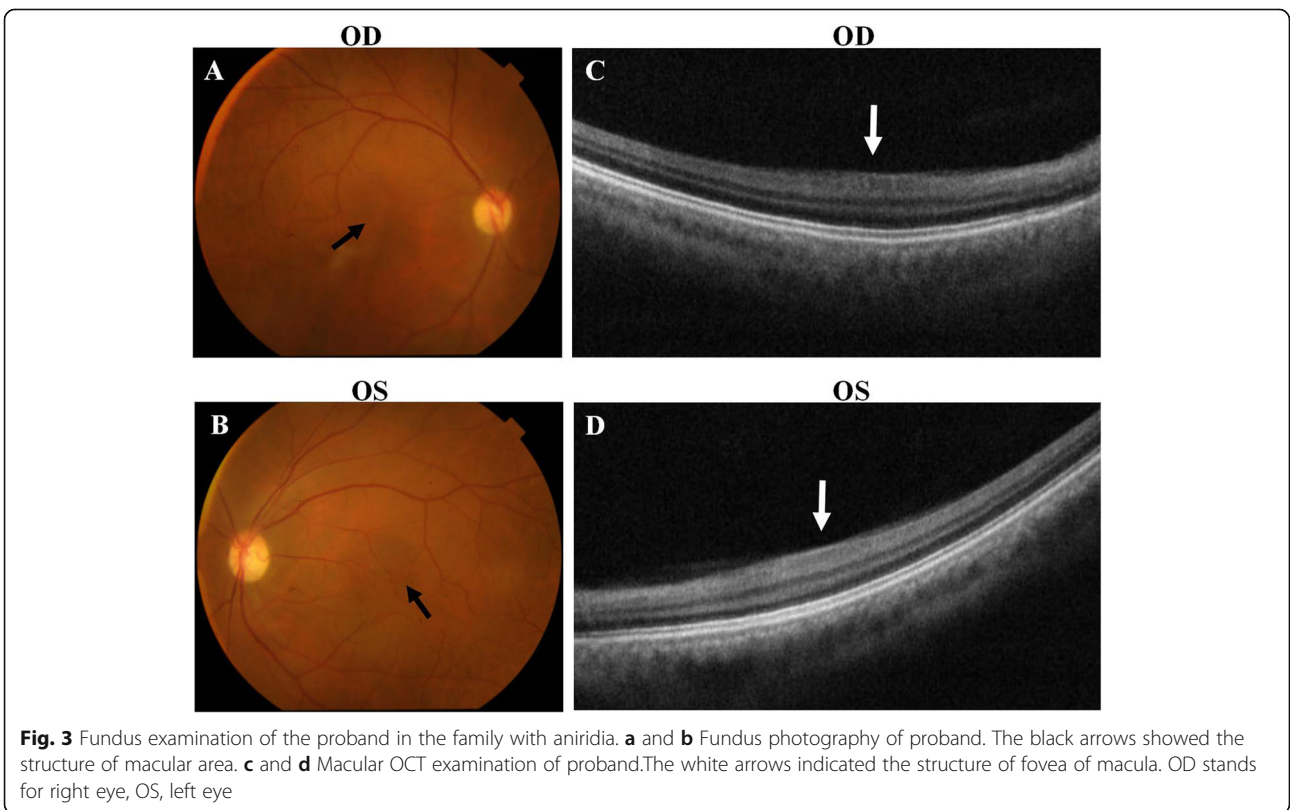 OD
OD
A
C
OS
OS
B
D
Fig. 3 Fundus examination of the proband in the family with aniridia. a and b Fundus photography of proband. The black arrows showed the
structure of macular area. c and d Macular OCT examination of proband.The white arrows indicated the structure of fovea of macula. OD stands
for right eye, OS, left eye